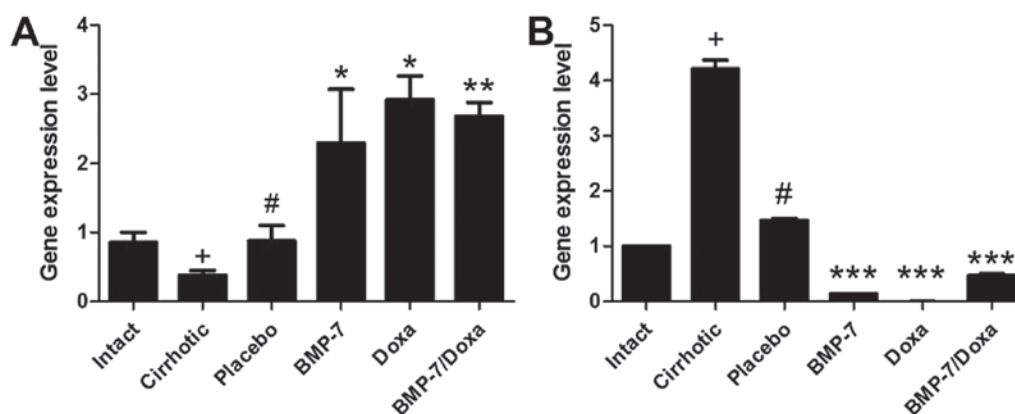 A
Gene expression level
4
3
2
1
0
+
#
*
*
**
Intact
Cirrhotic
Placebo
BMP-7
Doxa
BMP-7/Doxa
B
Gene expression level
5
4
3
2
1
0
+
#
***
***
***
Intact
Cirrhotic
Placebo
BMP-7
Doxa
BMP-7/Doxa